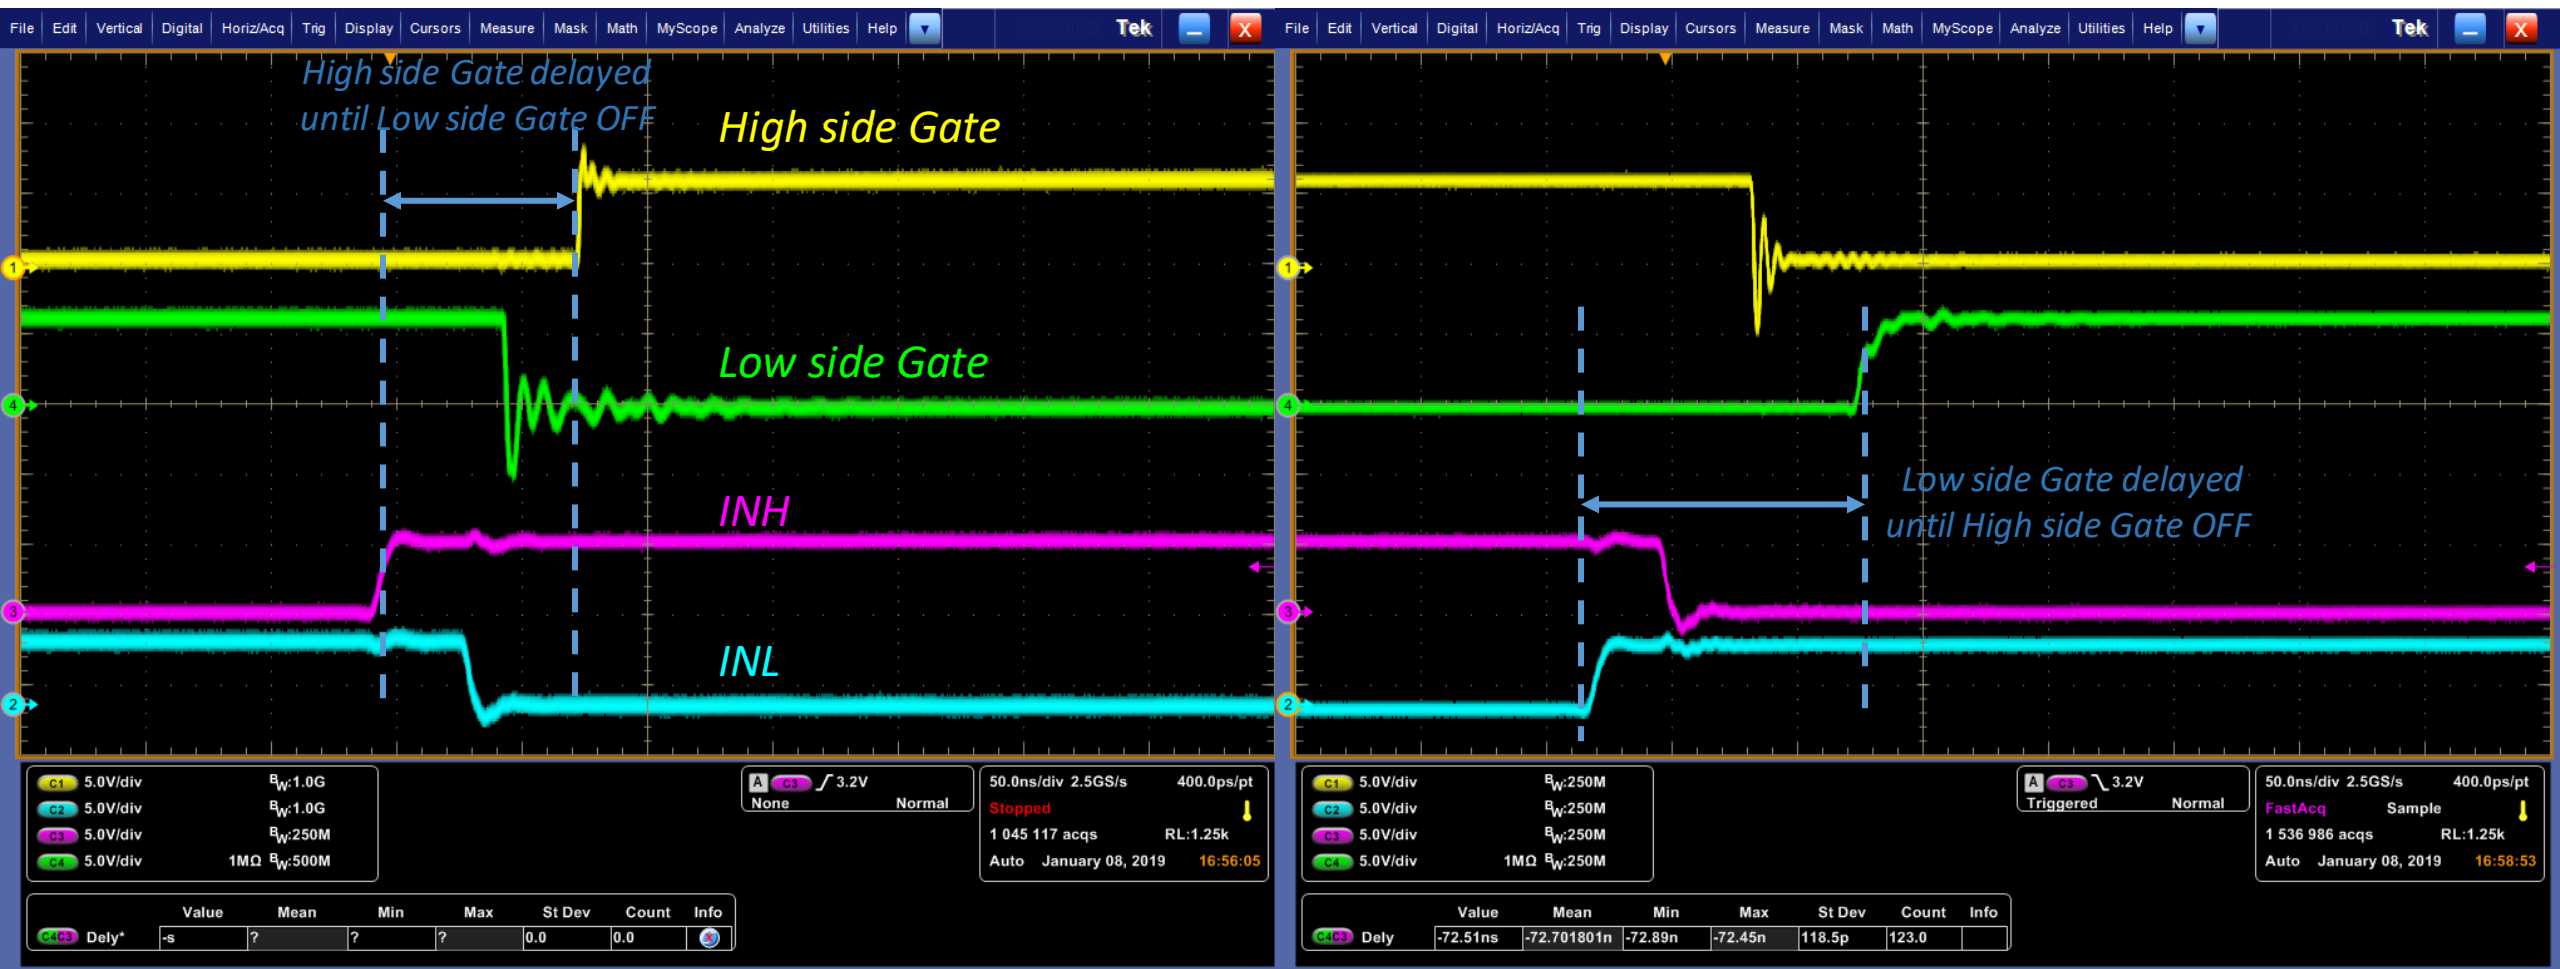 File Edit Vertical Digital Horiz/Acq Trig Display Cursors Measure Mask Math MyScope Analyze Utilities Help Tek X
High side Gate delayed
until Low side Gate OFF
High side Gate
Low side Gate
INH
INL
1
4
3
2
C1 5.0V/div BW:1.0G
C2 5.0V/div BW:1.0G
C3 5.0V/div BW:250M
C4 5.0V/div 1MΩ BW:500M
A C3 3.2V
None Normal
50.0ns/div 2.5GS/s 400.0ps/pt
Stopped
1 045 117 acqs RL:1.25k
Auto January 08, 2019 16:56:05
Value Mean Min Max St Dev Count Info
C4C3 Dely* -s ? ? ? 0.0 0.0
File Edit Vertical Digital Horiz/Acq Trig Display Cursors Measure Mask Math MyScope Analyze Utilities Help Tek X
1
4
3
2
Low side Gate delayed
until High side Gate OFF
C1 5.0V/div BW:250M
C2 5.0V/div BW:250M
C3 5.0V/div BW:250M
C4 5.0V/div 1MΩ BW:250M
A C3 3.2V
Triggered Normal
50.0ns/div 2.5GS/s 400.0ps/pt
FastAcq Sample
1 536 986 acqs RL:1.25k
Auto January 08, 2019 16:58:53
Value Mean Min Max St Dev Count Info
C4C3 Dely -72.51ns -72.701801n -72.89n -72.45n 118.5p 123.0